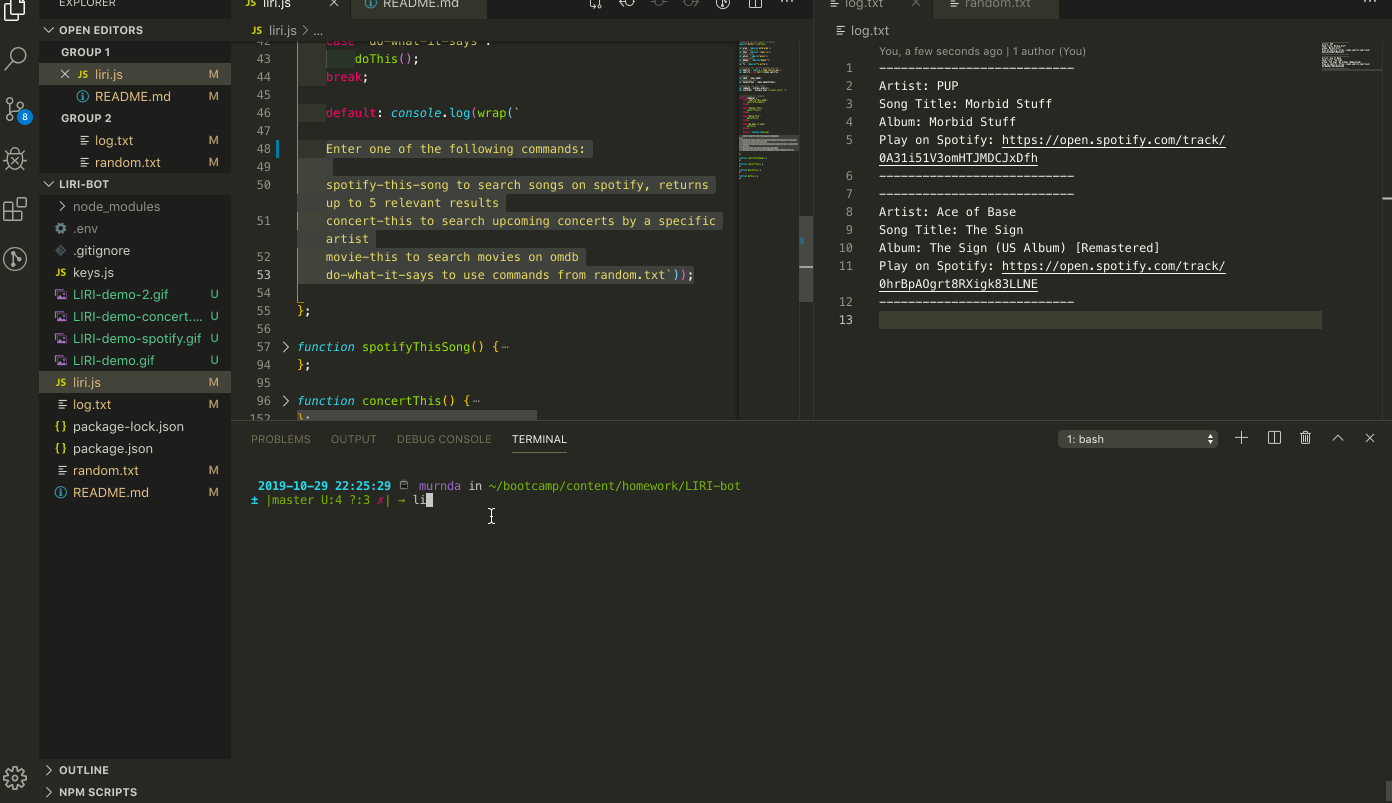 EXPLORER
OPEN EDITORS
GROUP 1
JS liri.js M
README.md M
GROUP 2
log.txt M
random.txt M
LIRI-BOT
node_modules
.env
.gitignore
JS keys.js
LIRI-demo-2.gif U
LIRI-demo-concert.... U
LIRI-demo-spotify.gif U
LIRI-demo.gif U
JS liri.js M
log.txt M
{} package-lock.json
{} package.json
random.txt M
README.md M
OUTLINE
NPM SCRIPTS
8
JS liri.js
README.md
JS liri.js > ...
42 case "do-what-it-says":
43 doThis();
44 break;
45
46 default: console.log(wrap(`
47
48 Enter one of the following commands:
49
50 spotify-this-song to search songs on spotify, returns
up to 5 relevant results
51 concert-this to search upcoming concerts by a specific
artist
52 movie-this to search movies on omdb
53 do-what-it-says to use commands from random.txt`));
54
55 };
56
57 function spotifyThisSong() {⋯
94 };
95
96 function concertThis() {⋯
152 };
log.txt
random.txt
log.txt
You, a few seconds ago | 1 author (You)
1 ---------------------------
2 Artist: PUP
3 Song Title: Morbid Stuff
4 Album: Morbid Stuff
5 Play on Spotify: https://open.spotify.com/track/
0A31i51V3omHTJMDCJxDfh
6 ---------------------------
7 ---------------------------
8 Artist: Ace of Base
9 Song Title: The Sign
10 Album: The Sign (US Album) [Remastered]
11 Play on Spotify: https://open.spotify.com/track/
0hrBpAOgrt8RXigk83LLNE
12 ---------------------------
13
PROBLEMS OUTPUT DEBUG CONSOLE TERMINAL
1: bash
2019-10-29 22:25:29 murnda in ~/bootcamp/content/homework/LIRI-bot
± |master U:4 ?:3 ✗| → li